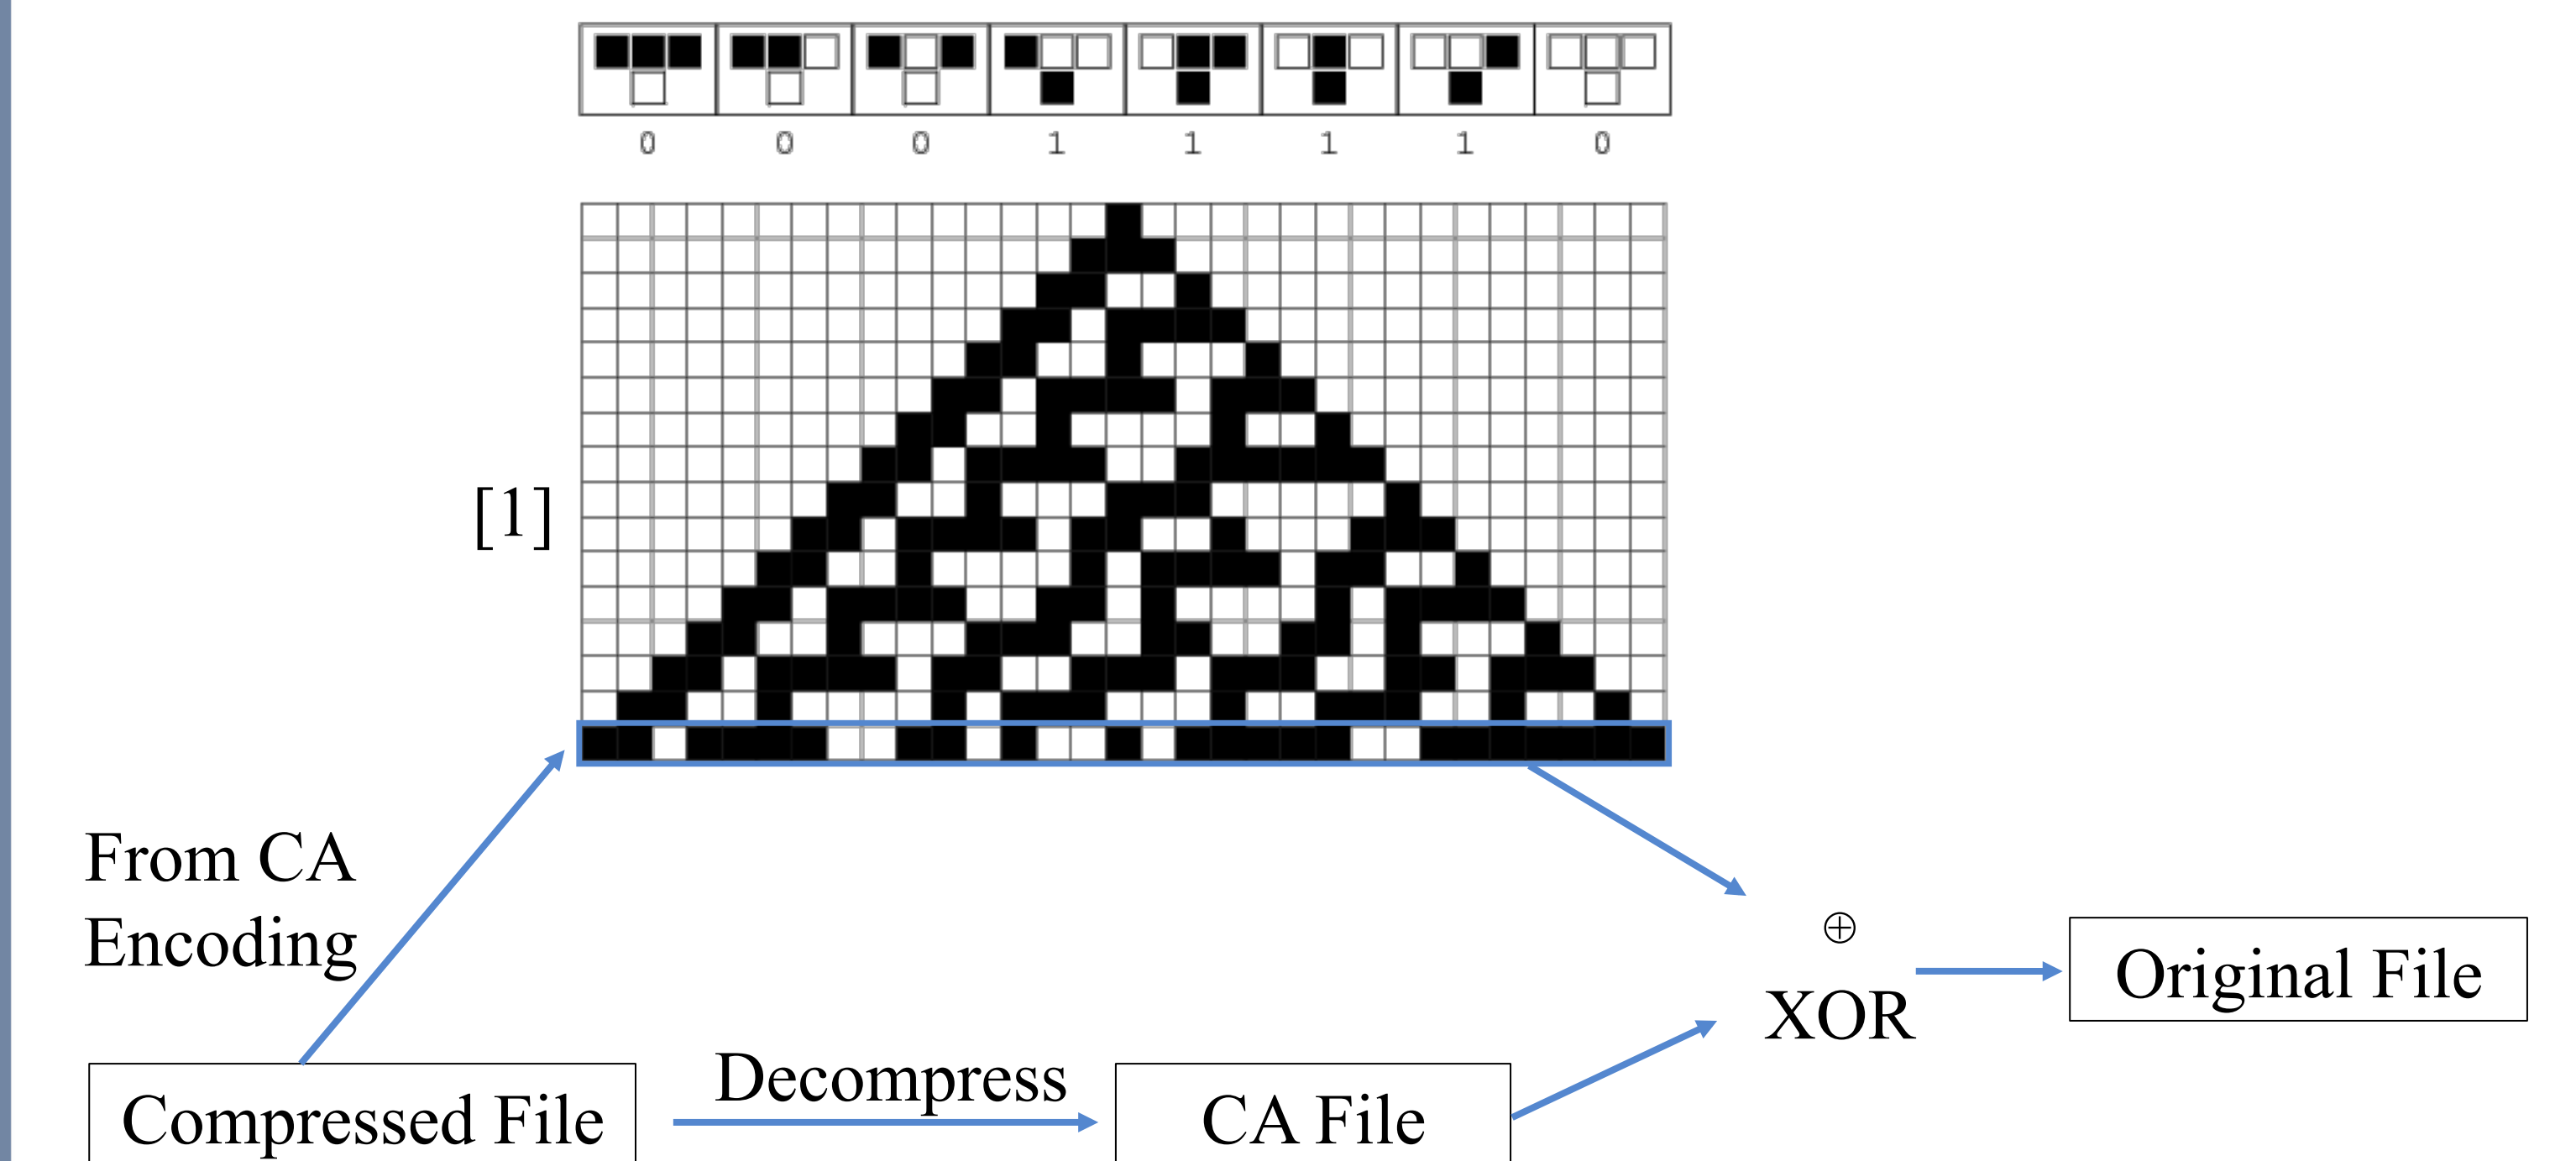 0 0 0 1 1 1 1 0
[1]
From CA
Encoding
⊕
XOR
Original File
Decompress
Compressed File
CA File